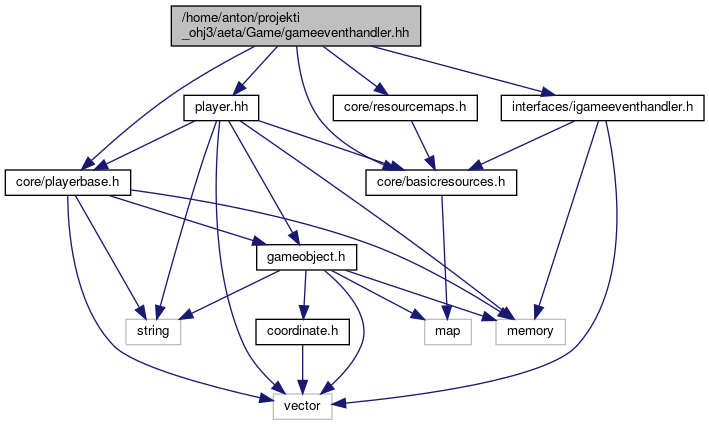 /home/anton/projekti
_ohj3/aeta/Game/gameeventhandler.hh
player.hh
core/resourcemaps.h
interfaces/igameeventhandler.h
core/playerbase.h
core/basicresources.h
gameobject.h
string
coordinate.h
map
memory
vector